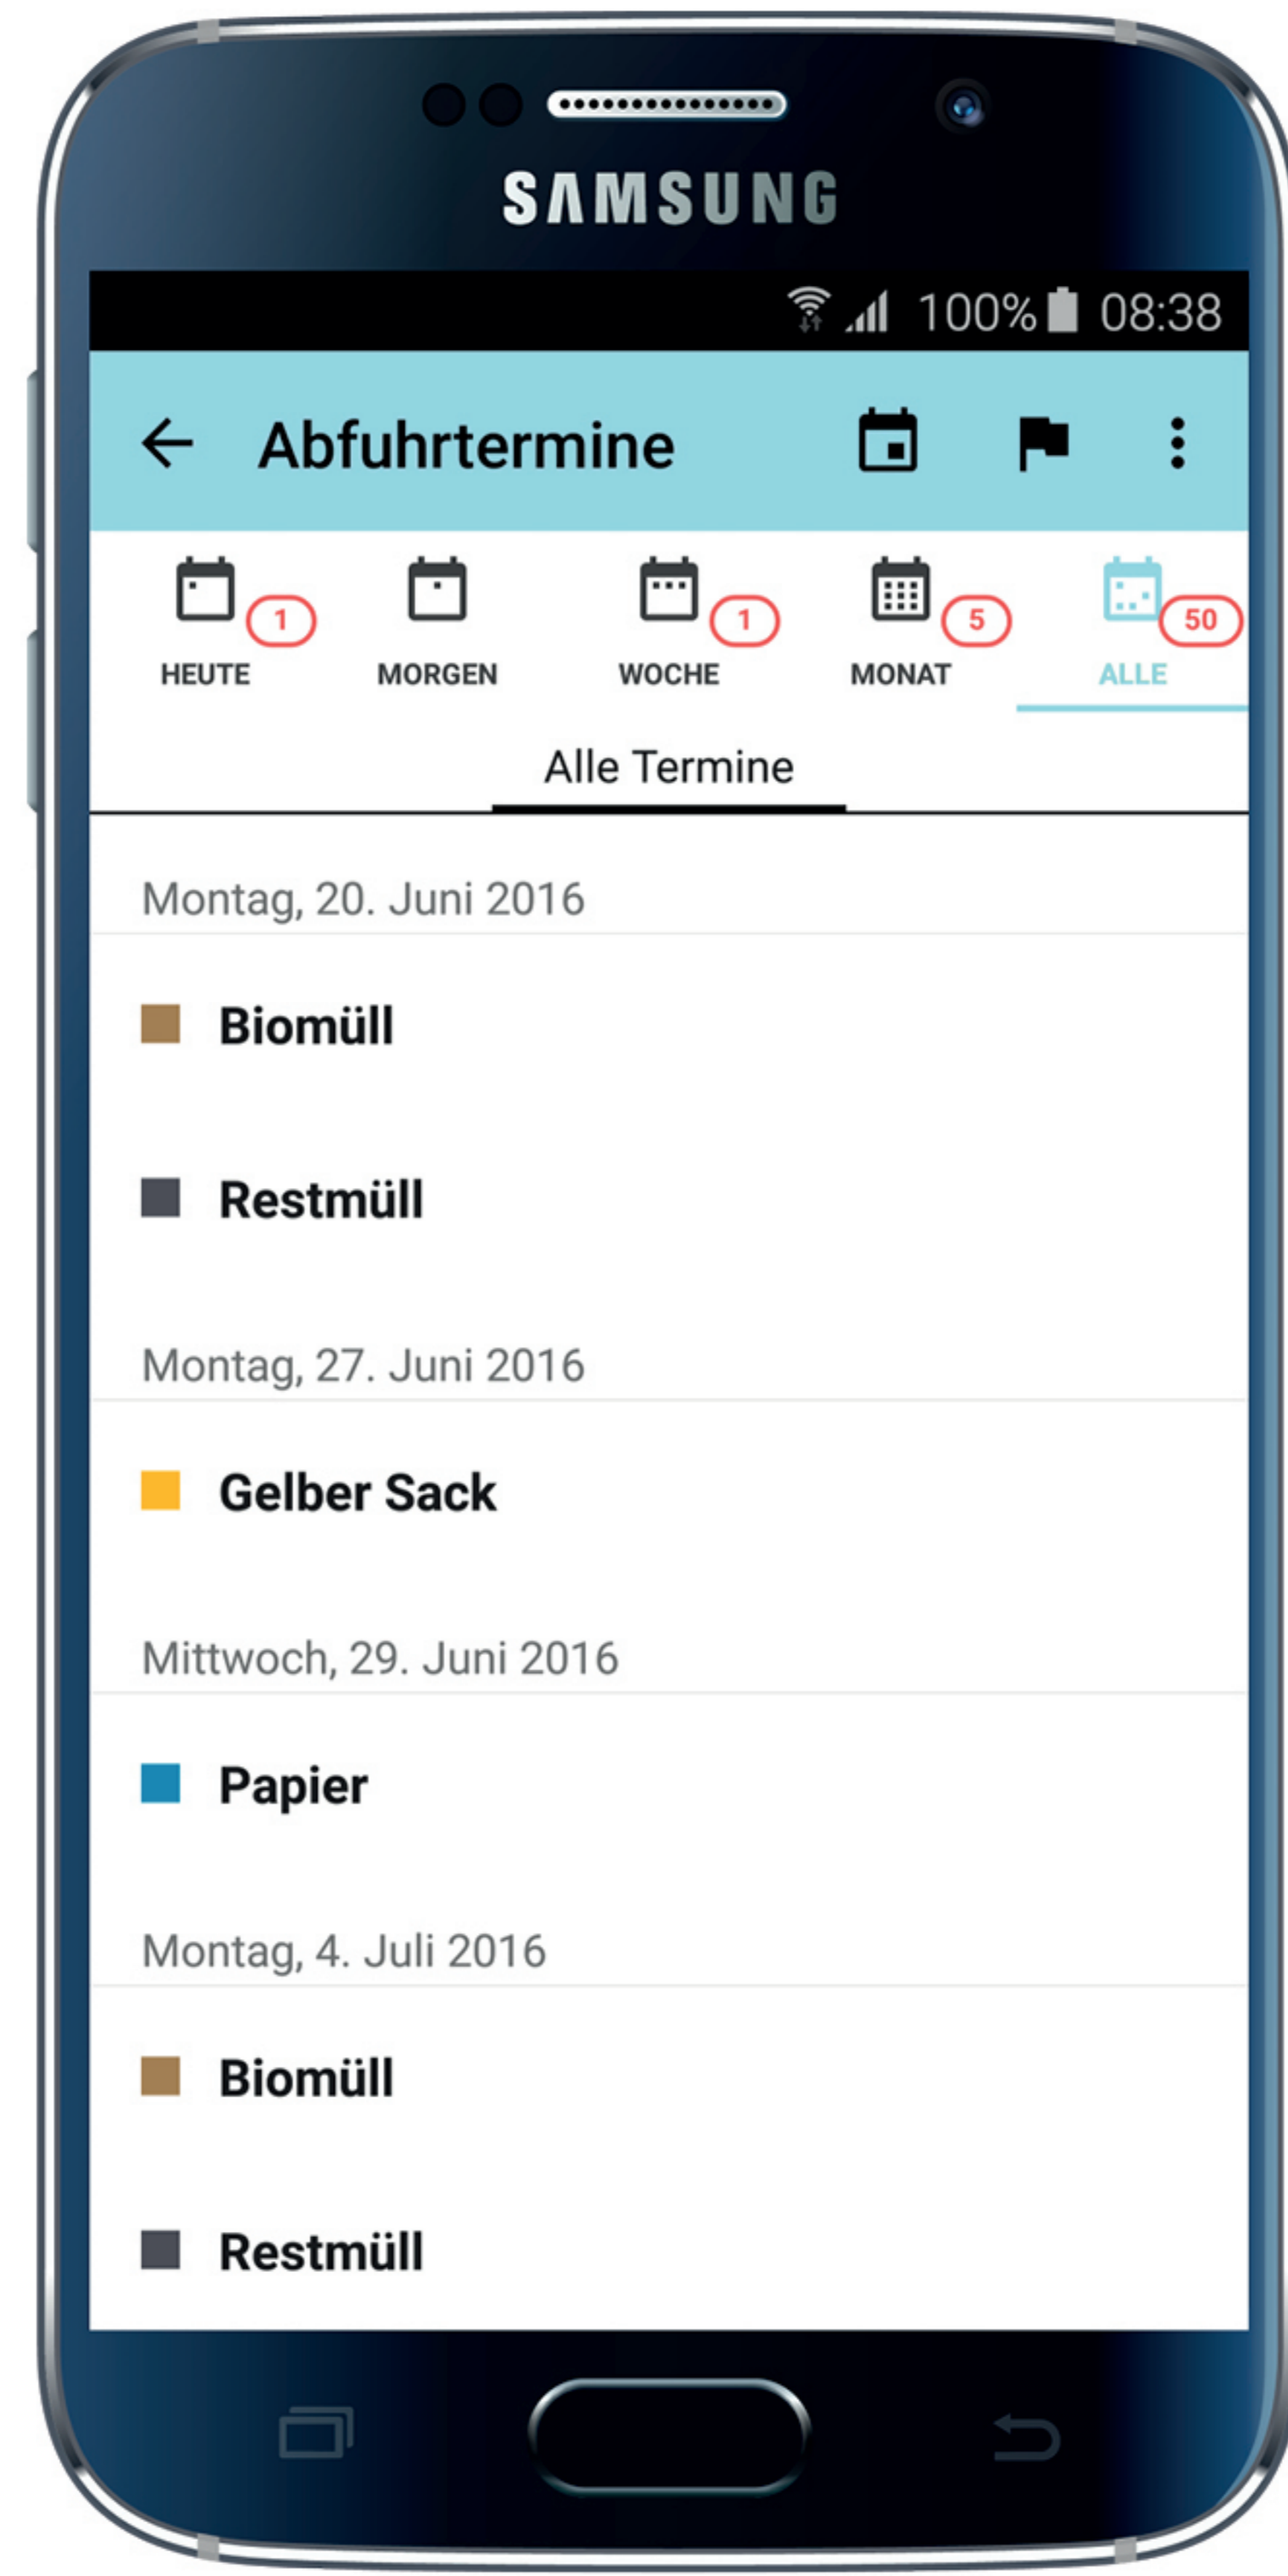 SAMSUNG
100% 08:38
Abfuhrtermine
1 1 5 50
HEUTE MORGEN WOCHE MONAT ALLE
Alle Termine
Montag, 20. Juni 2016
Biomüll
Restmüll
Montag, 27. Juni 2016
Gelber Sack
Mittwoch, 29. Juni 2016
Papier
Montag, 4. Juli 2016
Biomüll
Restmüll